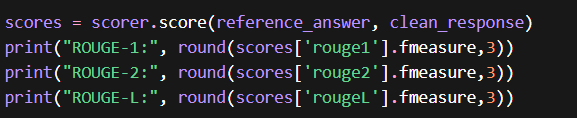 scores = scorer.score(reference_answer, clean_response)
print("ROUGE-1:", round(scores['rouge1'].fmeasure,3))
print("ROUGE-2:", round(scores['rouge2'].fmeasure,3))
print("ROUGE-L:", round(scores['rougeL'].fmeasure,3))